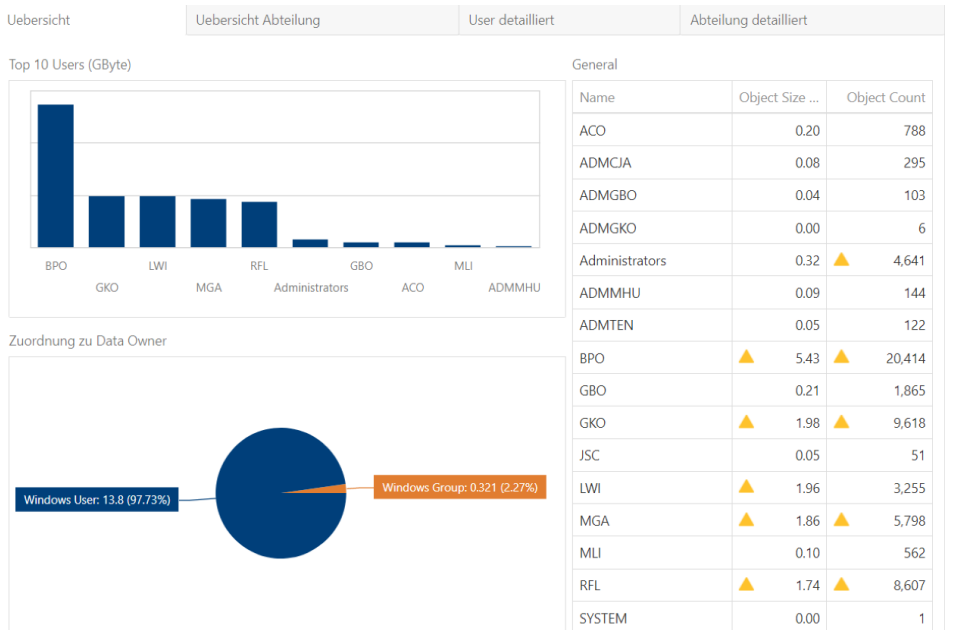 Uebersicht Uebersicht Abteilung User detailliert Abteilung detailliert
Top 10 Users (GByte)
BPO LWI RFL GBO MLI
GKO MGA Administrators ACO ADMMHU
Zuordnung zu Data Owner
Windows User: 13.8 (97.73%)
Windows Group: 0.321 (2.27%)
General
Name Object Size ... Object Count
ACO 0.20 788
ADMCJA 0.08 295
ADMGBO 0.04 103
ADMGKO 0.00 6
Administrators 0.32 4,641
ADMMHU 0.09 144
ADMTEN 0.05 122
BPO 5.43 20,414
GBO 0.21 1,865
GKO 1.98 9,618
JSC 0.05 51
LWI 1.96 3,255
MGA 1.86 5,798
MLI 0.10 562
RFL 1.74 8,607
SYSTEM 0.00 1